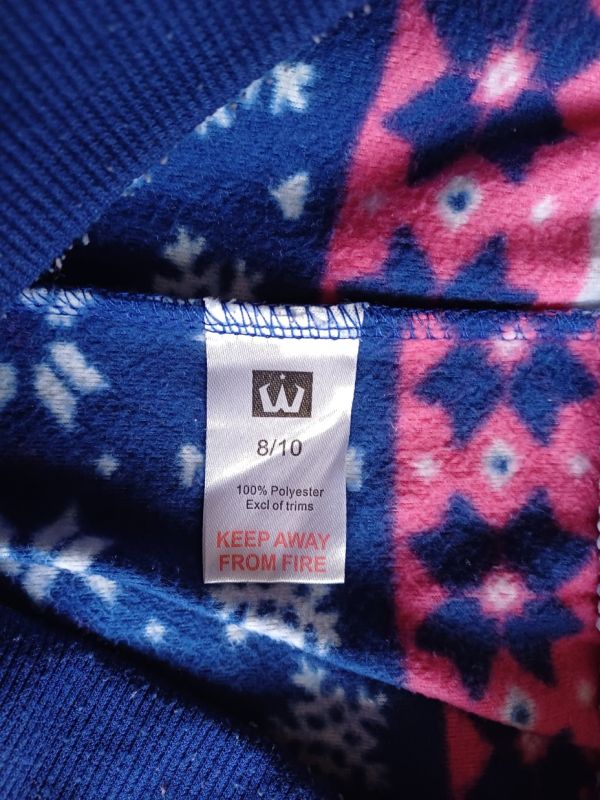 W
8/10
100% Polyester
Excl of trims
KEEP AWAY
FROM FIRE